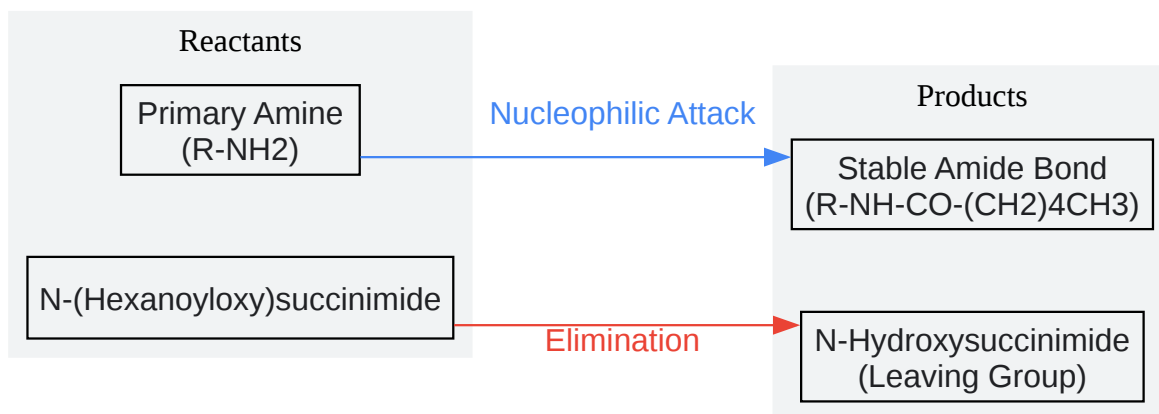 Reactants
Primary Amine
(R-NH2)
N-(Hexanoyloxy)succinimide
Nucleophilic Attack
Elimination
Products
Stable Amide Bond
(R-NH-CO-(CH2)4CH3)
N-Hydroxysuccinimide
(Leaving Group)